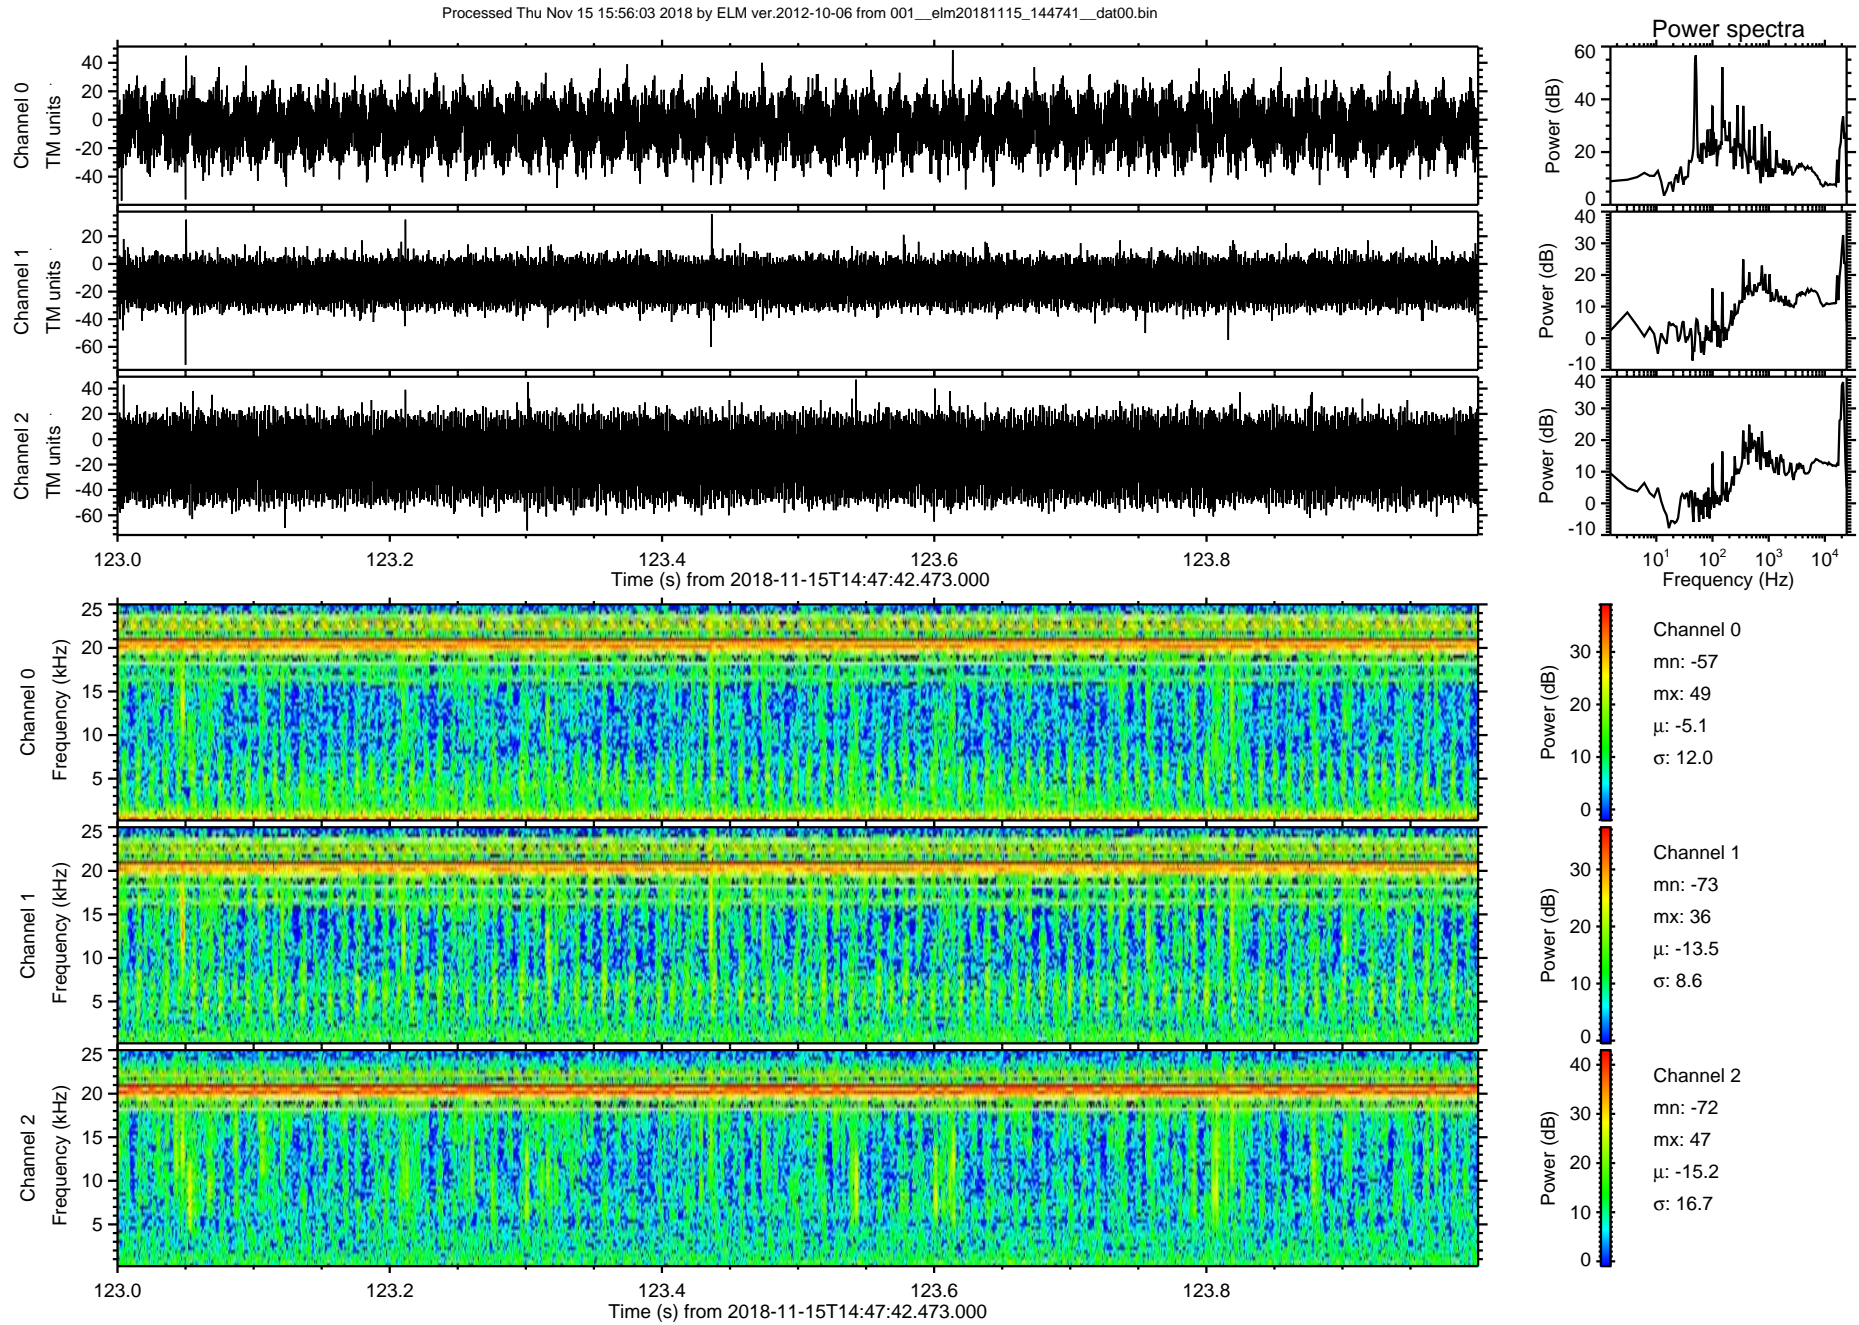 Processed Thu Nov 15 15:56:03 2018 by ELM ver.2012-10-06 from 001__elm20181115_144741__dat00.bin
Power spectra
Channel 0
TM units
40
20
0
-20
-40
Power (dB)
60
40
20
0
Channel 1
TM units
20
0
-20
-40
-60
Power (dB)
40
30
20
10
0
-10
Channel 2
TM units
40
20
0
-20
-40
-60
Power (dB)
40
30
20
10
0
-10
123.0 123.2 123.4 123.6 123.8
Time (s) from 2018-11-15T14:47:42.473.000
10^1 10^2 10^3 10^4
Frequency (Hz)
Channel 0
Frequency (kHz)
25
20
15
10
5
Power (dB)
30
20
10
0
Channel 0
mn: -57
mx: 49
μ: -5.1
σ: 12.0
Channel 1
Frequency (kHz)
25
20
15
10
5
Power (dB)
30
20
10
0
Channel 1
mn: -73
mx: 36
μ: -13.5
σ: 8.6
Channel 2
Frequency (kHz)
25
20
15
10
5
Power (dB)
40
30
20
10
0
Channel 2
mn: -72
mx: 47
μ: -15.2
σ: 16.7
123.0 123.2 123.4 123.6 123.8
Time (s) from 2018-11-15T14:47:42.473.000